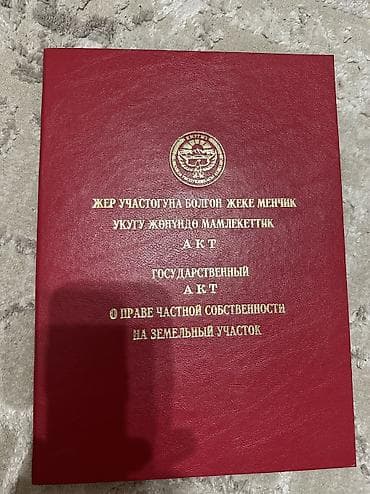 ЖЕР УЧАСТОГУНА БОЛГОН ЖЕКЕ МЕНЧИК
УКУГУ ЖӨНҮНДӨ МАМЛЕКЕТТИК
АКТ
ГОСУДАРСТВЕННЫЙ
АКТ
О ПРАВЕ ЧАСТНОЙ СОБСТВЕННОСТИ
НА ЗЕМЕЛЬНЫЙ УЧАСТОК